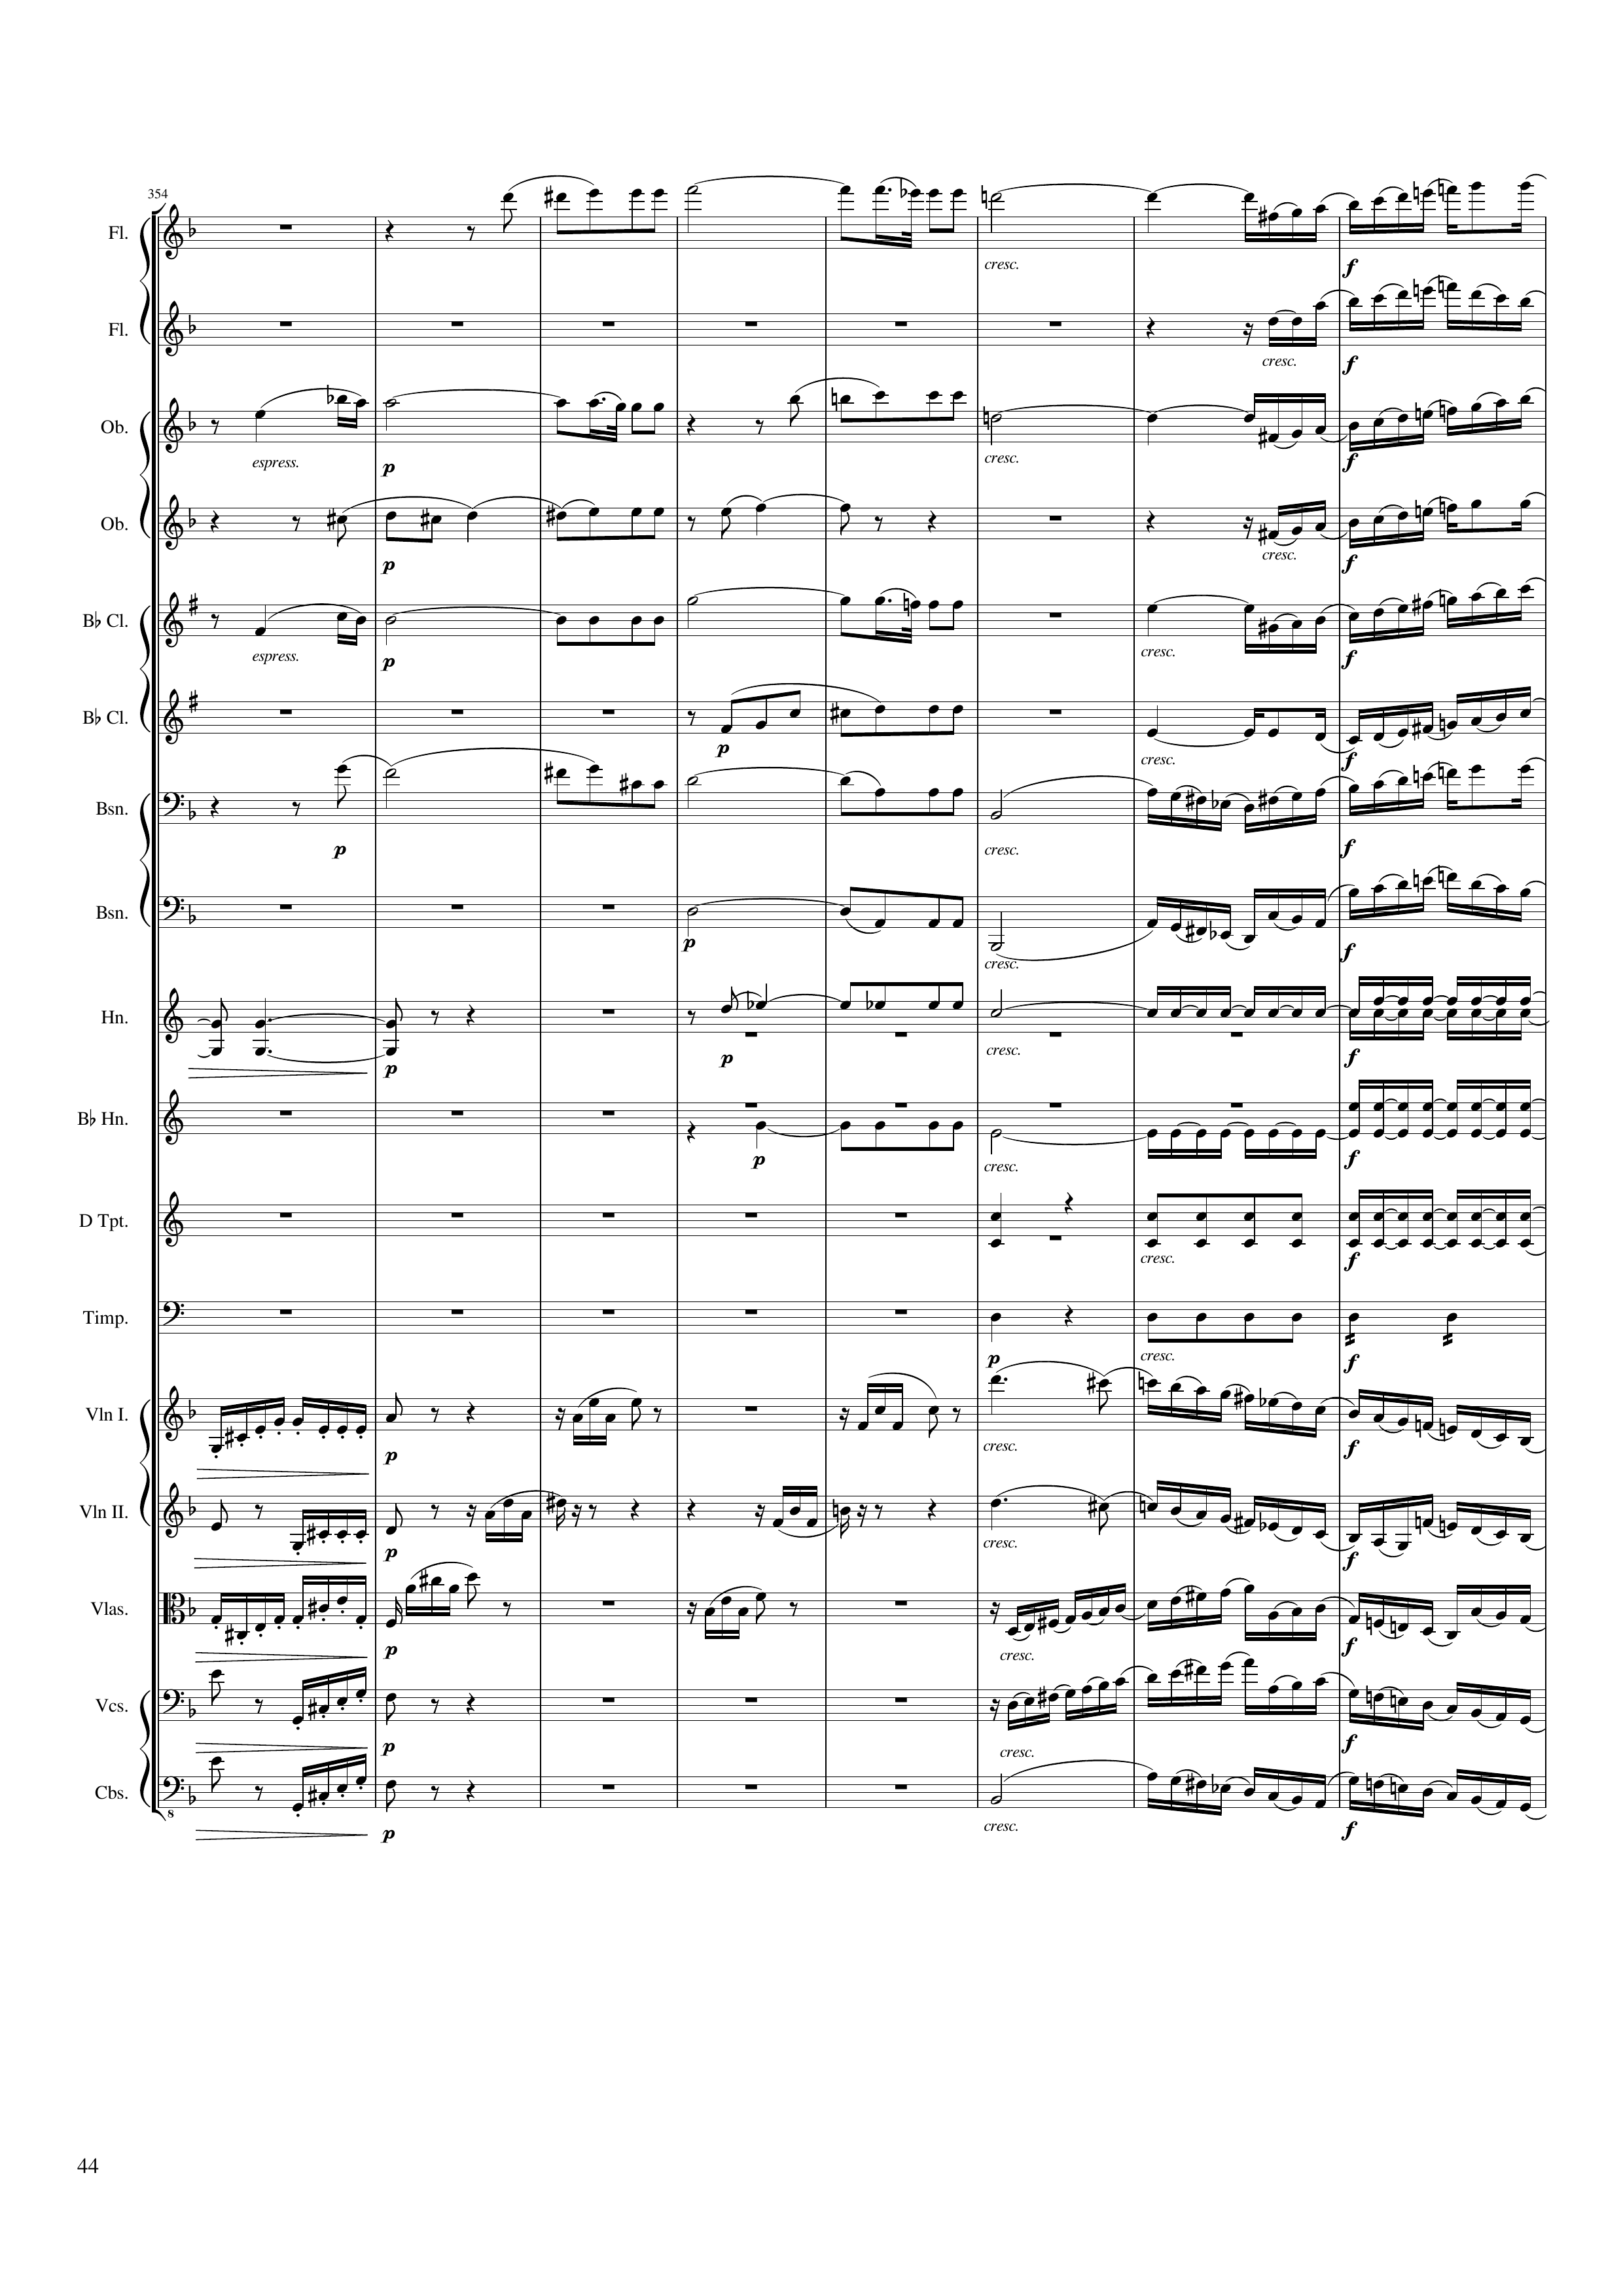 354
Fl.
cresc. f
Fl.
cresc. f
Ob.
espress. p cresc. f
Ob.
p cresc. f
B♭ Cl.
espress. p cresc. f
B♭ Cl.
p cresc. f
Bsn.
p cresc. f
Bsn.
p cresc. f
Hn.
p p cresc. f
B♭ Hn.
p cresc. f
D Tpt.
cresc. f
Timp.
p cresc. f
Vln I.
p cresc. f
Vln II.
p cresc. f
Vlas.
p cresc. f
Vcs.
p cresc. f
8
Cbs.
p cresc. f
44